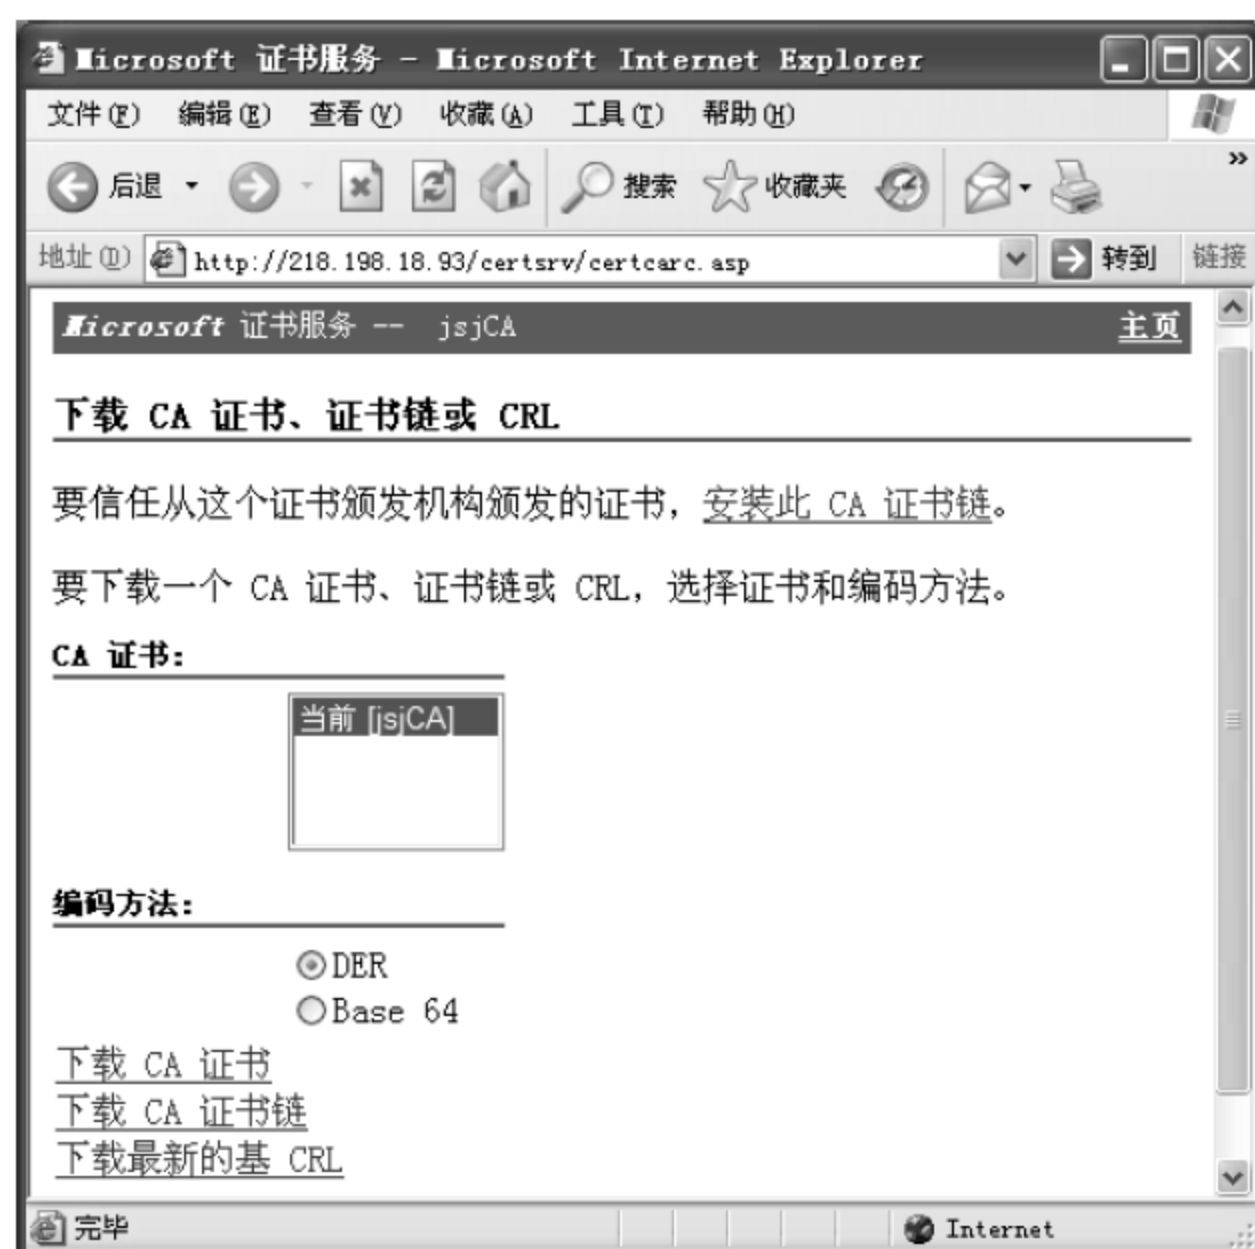 Microsoft 证书服务 - Microsoft Internet Explorer
文件(F) 编辑(E) 查看(V) 收藏(A) 工具(T) 帮助(H)
后退 搜索 收藏夹 »
地址(D) http://218.198.18.93/certsrv/certcarc.asp 转到 链接
Microsoft 证书服务 -- jsjCA 主页
下载 CA 证书、证书链或 CRL
要信任从这个证书颁发机构颁发的证书，安装此 CA 证书链。
要下载一个 CA 证书、证书链或 CRL，选择证书和编码方法。
CA 证书：
当前 [jsjCA]
编码方法：
DER
Base 64
下载 CA 证书
下载 CA 证书链
下载最新的基 CRL
完毕 Internet